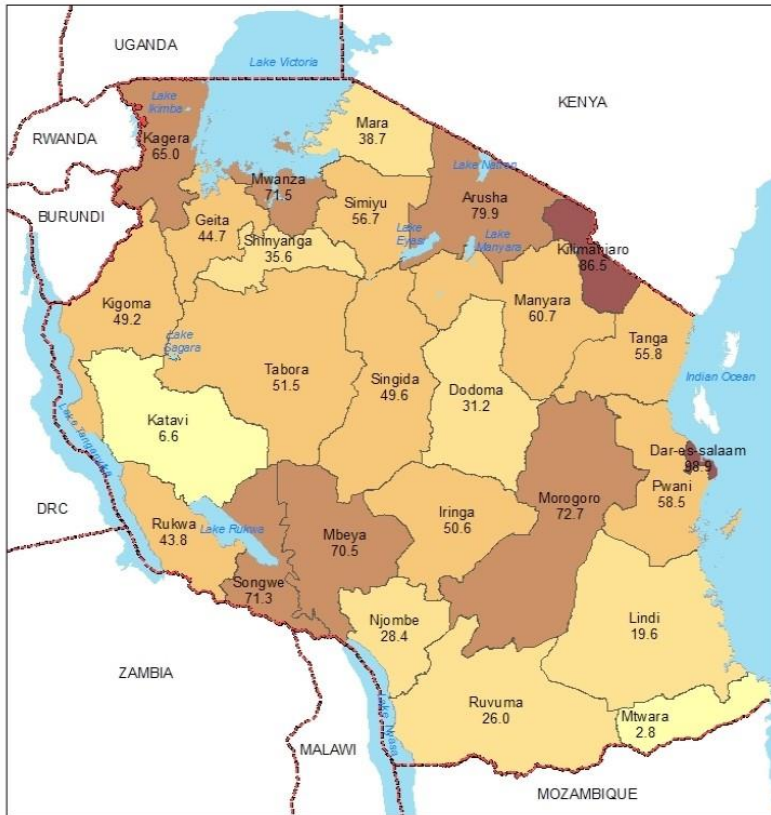 UGANDA
Lake Victoria
KENYA
Lake
Ikimba
Mara
38.7
RWANDA
Kagera
65.0
Lake Natron
Mwanza
71.5
Arusha
79.9
Simiyu
56.7
BURUNDI
Geita
44.7
Lake
Eyasi
Lake
Manyara
Shinyanga
35.6
Kilimanjaro
86.5
Kigoma
49.2
Manyara
60.7
Lake
Sagara
Tanga
55.8
Tabora
51.5
Singida
49.6
Dodoma
31.2
Indian Ocean
Katavi
6.6
Lake Tanganyika
Dar-es-salaam
98.9
Morogoro
72.7
Pwani
58.5
DRC
Rukwa
43.8
Lake Rukwa
Iringa
50.6
Mbeya
70.5
Songwe
71.3
Njombe
28.4
Lindi
19.6
ZAMBIA
Ruvuma
26.0
Lake Nyasa
Mtwara
2.8
MALAWI
MOZAMBIQUE